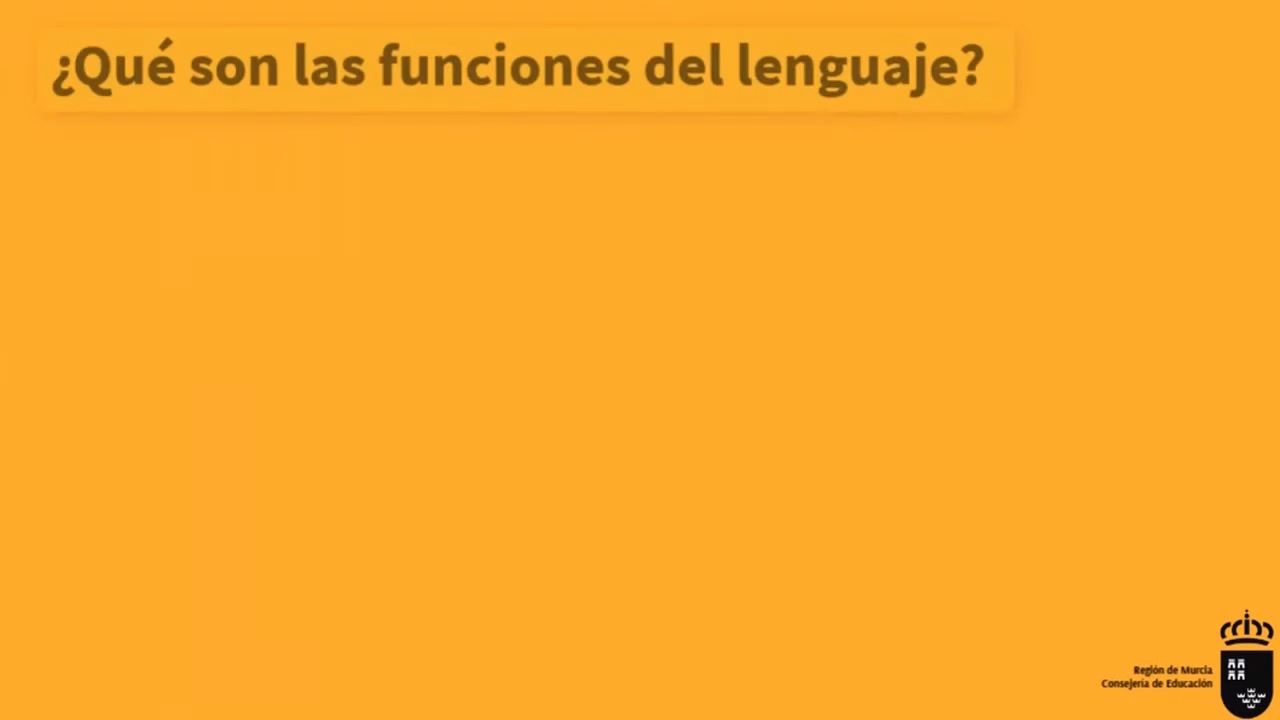 ¿Qué son las funciones del lenguaje?
Región de Murcia
Consejería de Educación